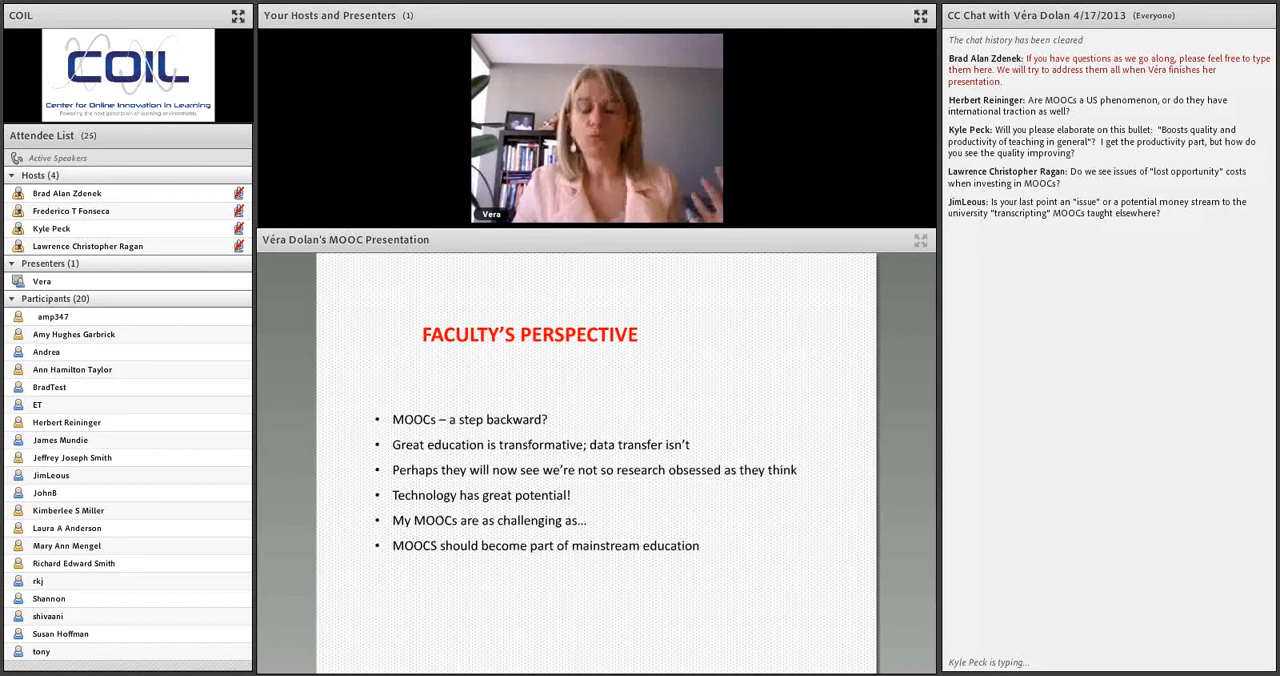 COIL
COIL
Center for Online Innovation in Learning
Powering the next generation of learning environments
Attendee List (25)
Active Speakers
Hosts (4)
Brad Alan Zdenek
Frederico T Fonseca
Kyle Peck
Lawrence Christopher Ragan
Presenters (1)
Vera
Participants (20)
amp347
Amy Hughes Garbrick
Andrea
Ann Hamilton Taylor
BradTest
ET
Herbert Reininger
James Mundie
Jeffrey Joseph Smith
JimLeous
JohnB
Kimberlee S Miller
Laura A Anderson
Mary Ann Mengel
Richard Edward Smith
rkj
Shannon
shivaani
Susan Hoffman
tony
Your Hosts and Presenters (1)
Vera
Véra Dolan's MOOC Presentation
FACULTY’S PERSPECTIVE
• MOOCs – a step backward?
• Great education is transformative; data transfer isn’t
• Perhaps they will now see we’re not so research obsessed as they think
• Technology has great potential!
• My MOOCs are as challenging as…
• MOOCS should become part of mainstream education
CC Chat with Véra Dolan 4/17/2013 (Everyone)
The chat history has been cleared
Brad Alan Zdenek: If you have questions as we go along, please feel free to type
them here. We will try to address them all when Véra finishes her
presentation.
Herbert Reininger: Are MOOCs a US phenomenon, or do they have
international traction as well?
Kyle Peck: Will you please elaborate on this bullet: "Boosts quality and
productivity of teaching in general"? I get the productivity part, but how do
you see the quality improving?
Lawrence Christopher Ragan: Do we see issues of "lost opportunity" costs
when investing in MOOCs?
JimLeous: Is your last point an "issue" or a potential money stream to the
university "transcripting" MOOCs taught elsewhere?
Kyle Peck is typing...